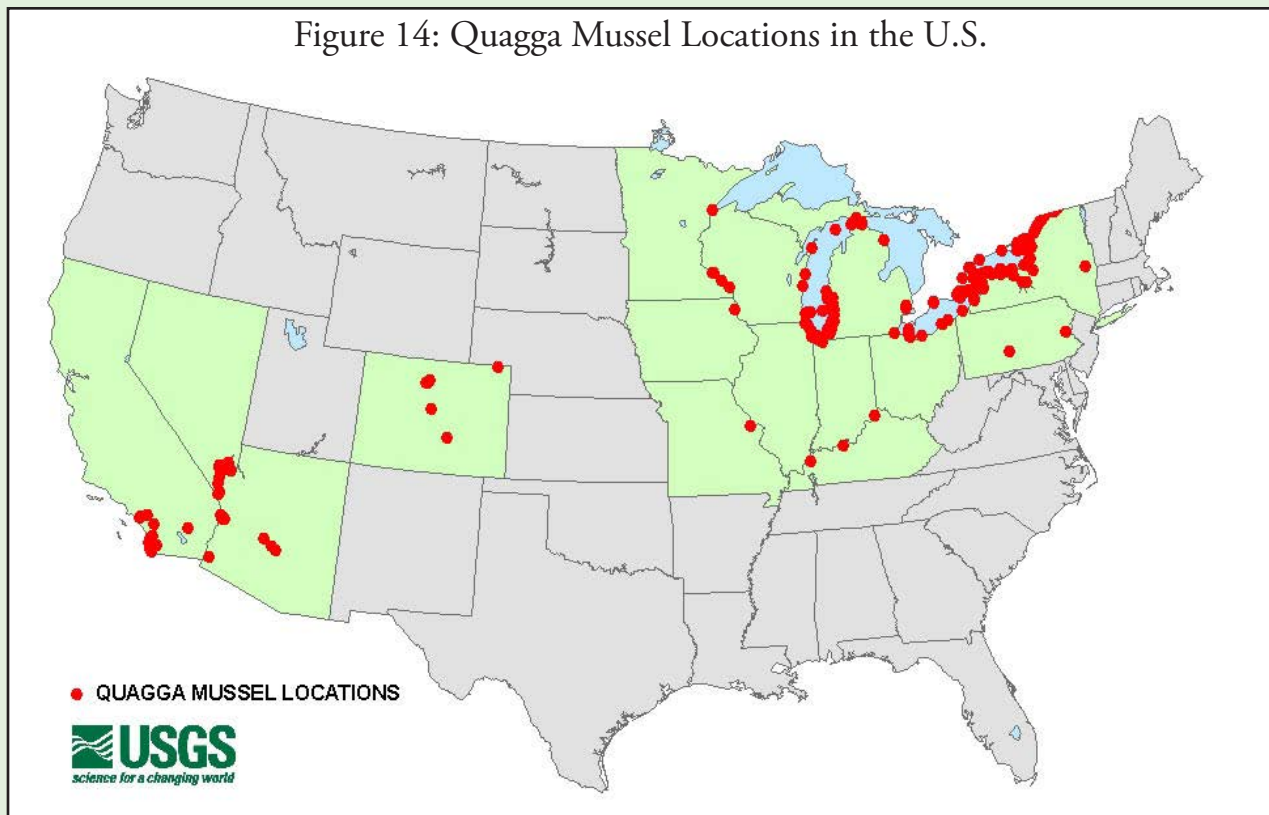 Figure 14: Quagga Mussel Locations in the U.S.
QUAGGA MUSSEL LOCATIONS
USGS
science for a changing world